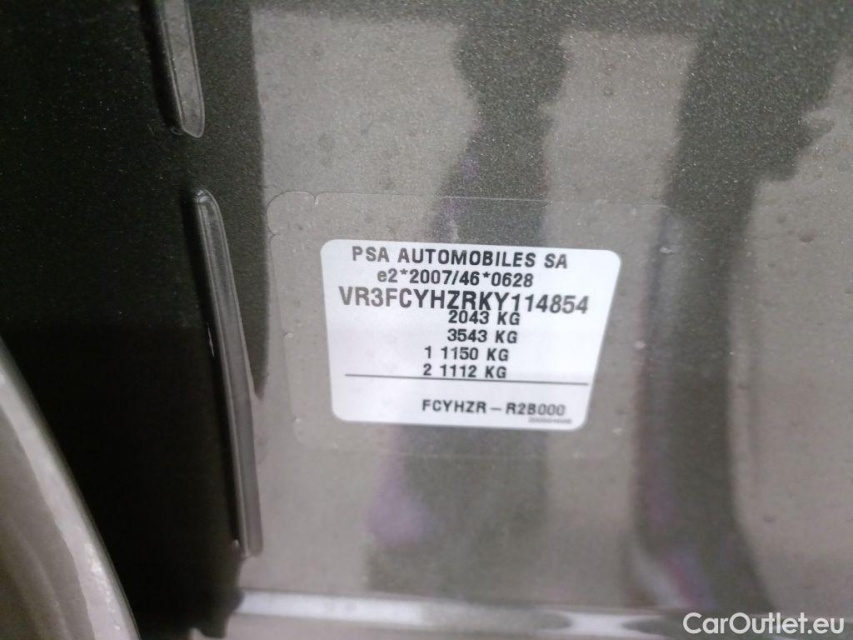 PSA AUTOMOBILES SA
e2*2007/46*0628
VR3FCYHZRKY114854
2043 KG
3543 KG
1 1150 KG
2 1112 KG
FCYHZR - R2B000
CarOutlet.eu